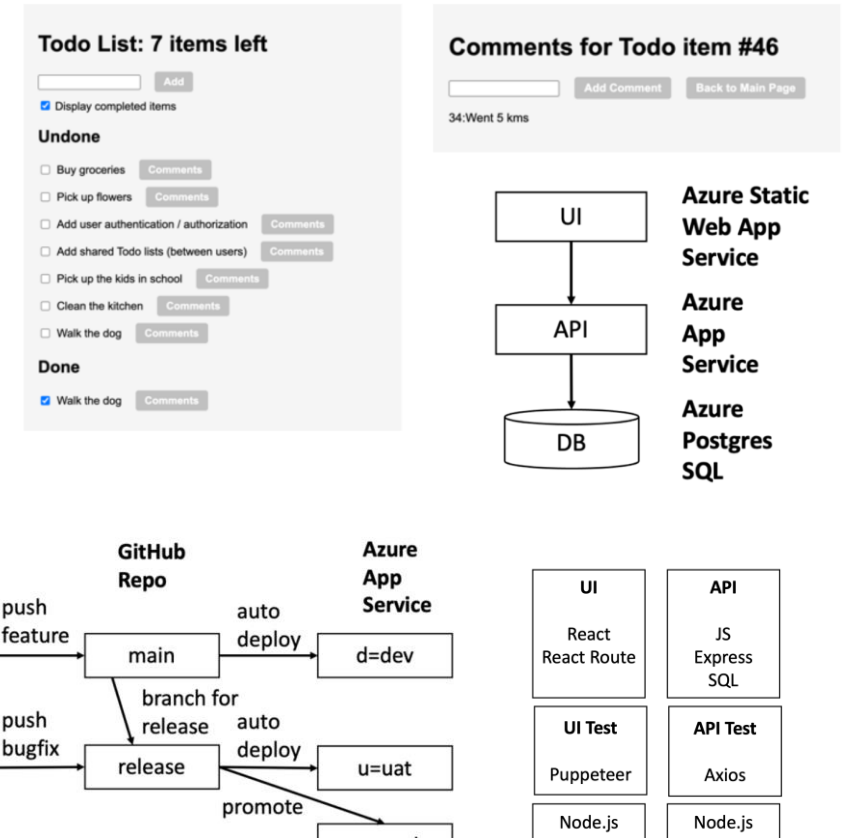 Todo List: 7 items left
Add
Display completed items
Undone
Buy groceries Comments
Pick up flowers Comments
Add user authentication / authorization Comments
Add shared Todo lists (between users) Comments
Pick up the kids in school Comments
Clean the kitchen Comments
Walk the dog Comments
Done
Walk the dog Comments
Comments for Todo item #46
Add Comment Back to Main Page
34:Went 5 kms
UI
Azure Static
Web App
Service
API
Azure
App
Service
DB
Azure
Postgres
SQL
GitHub
Repo
Azure
App
Service
push
feature
main
auto
deploy
d=dev
branch for
release
push
bugfix
release
auto
deploy
u=uat
promote
UI
React
React Route
API
JS
Express
SQL
UI Test
Puppeteer
API Test
Axios
Node.js
Node.js